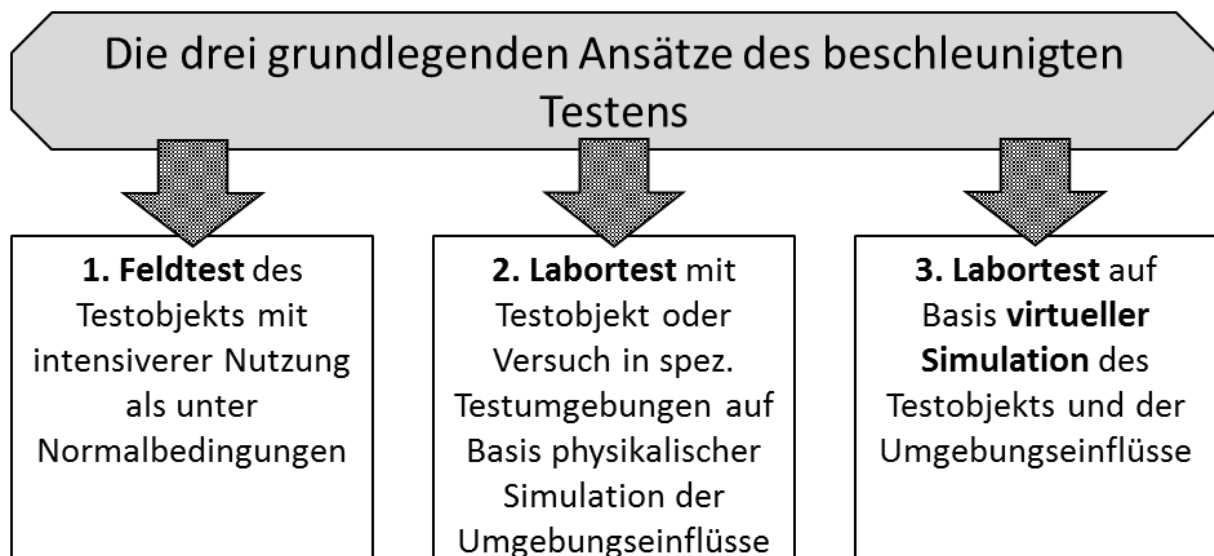 Die drei grundlegenden Ansätze des beschleunigten
Testens
1. Feldtest des
Testobjekts mit
intensiverer Nutzung
als unter
Normalbedingungen
2. Labortest mit
Testobjekt oder
Versuch in spez.
Testumgebungen auf
Basis physikalischer
Simulation der
Umgebungseinflüsse
3. Labortest auf
Basis virtueller
Simulation des
Testobjekts und der
Umgebungseinflüsse